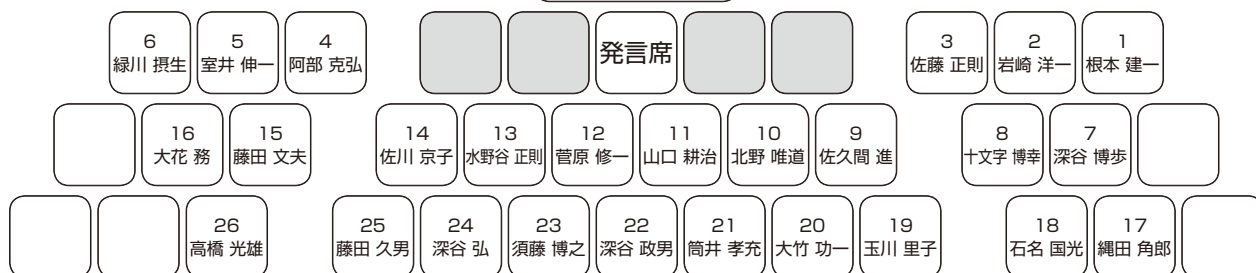 6
緑川 摂生
5
室井 伸一
4
阿部 克弘
発言席
3
佐藤 正則
2
岩崎 洋一
1
根本 建一
16
大花 務
15
藤田 文夫
14
佐川 京子
13
水野谷 正則
12
菅原 修一
11
山口 耕治
10
北野 唯道
9
佐久間 進
8
十文字 博幸
7
深谷 博歩
26
高橋 光雄
25
藤田 久男
24
深谷 弘
23
須藤 博之
22
深谷 政男
21
筒井 孝充
20
大竹 功一
19
玉川 里子
18
石名 国光
17
縄田 角郎